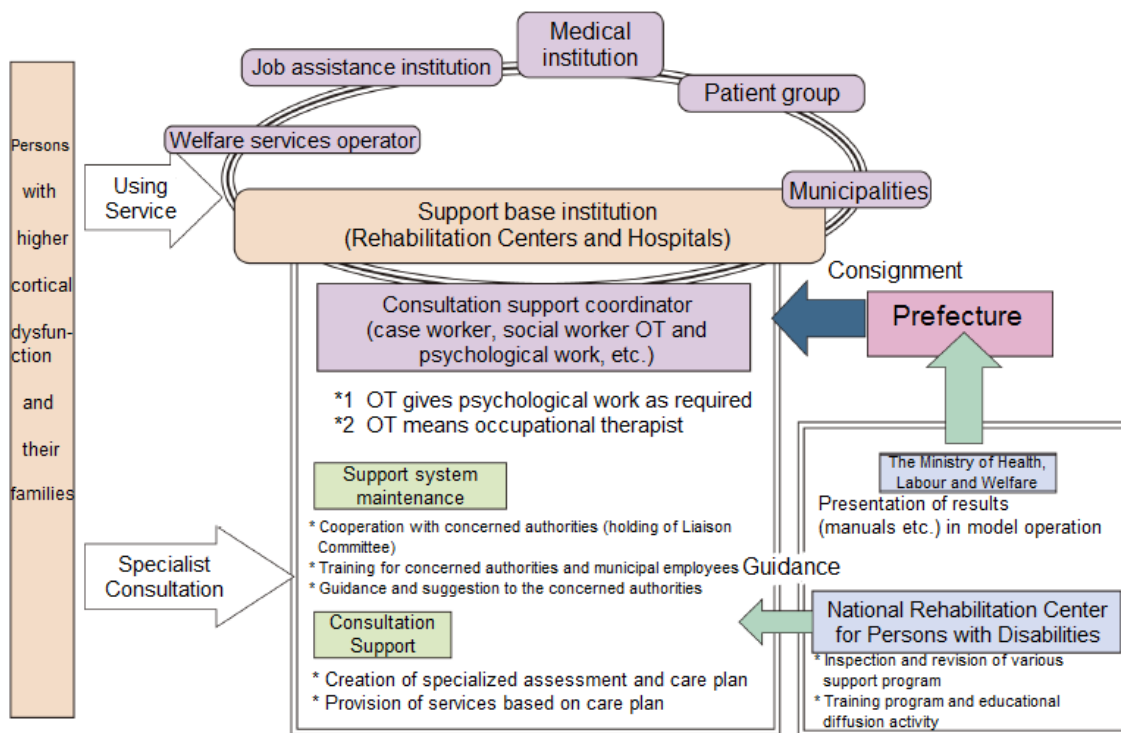 Medical
institution
Job assistance institution
Patient group
Welfare services operator
Municipalities
Persons
with
higher
cortical
dysfun-
ction
and
their
families
Using
Service
Support base institution
(Rehabilitation Centers and Hospitals)
Consignment
Prefecture
Consultation support coordinator
(case worker, social worker OT and
psychological work, etc.)
*1 OT gives psychological work as required
*2 OT means occupational therapist
Support system
maintenance
* Cooperation with concerned authorities (holding of Liaison
Committee)
* Training for concerned authorities and municipal employees
* Guidance and suggestion to the concerned authorities
Specialist
Consultation
Consultation
Support
* Creation of specialized assessment and care plan
* Provision of services based on care plan
The Ministry of Health,
Labour and Welfare
Presentation of results
(manuals etc.) in model operation
Guidance
National Rehabilitation Center
for Persons with Disabilities
* Inspection and revision of various
support program
* Training program and educational
diffusion activity